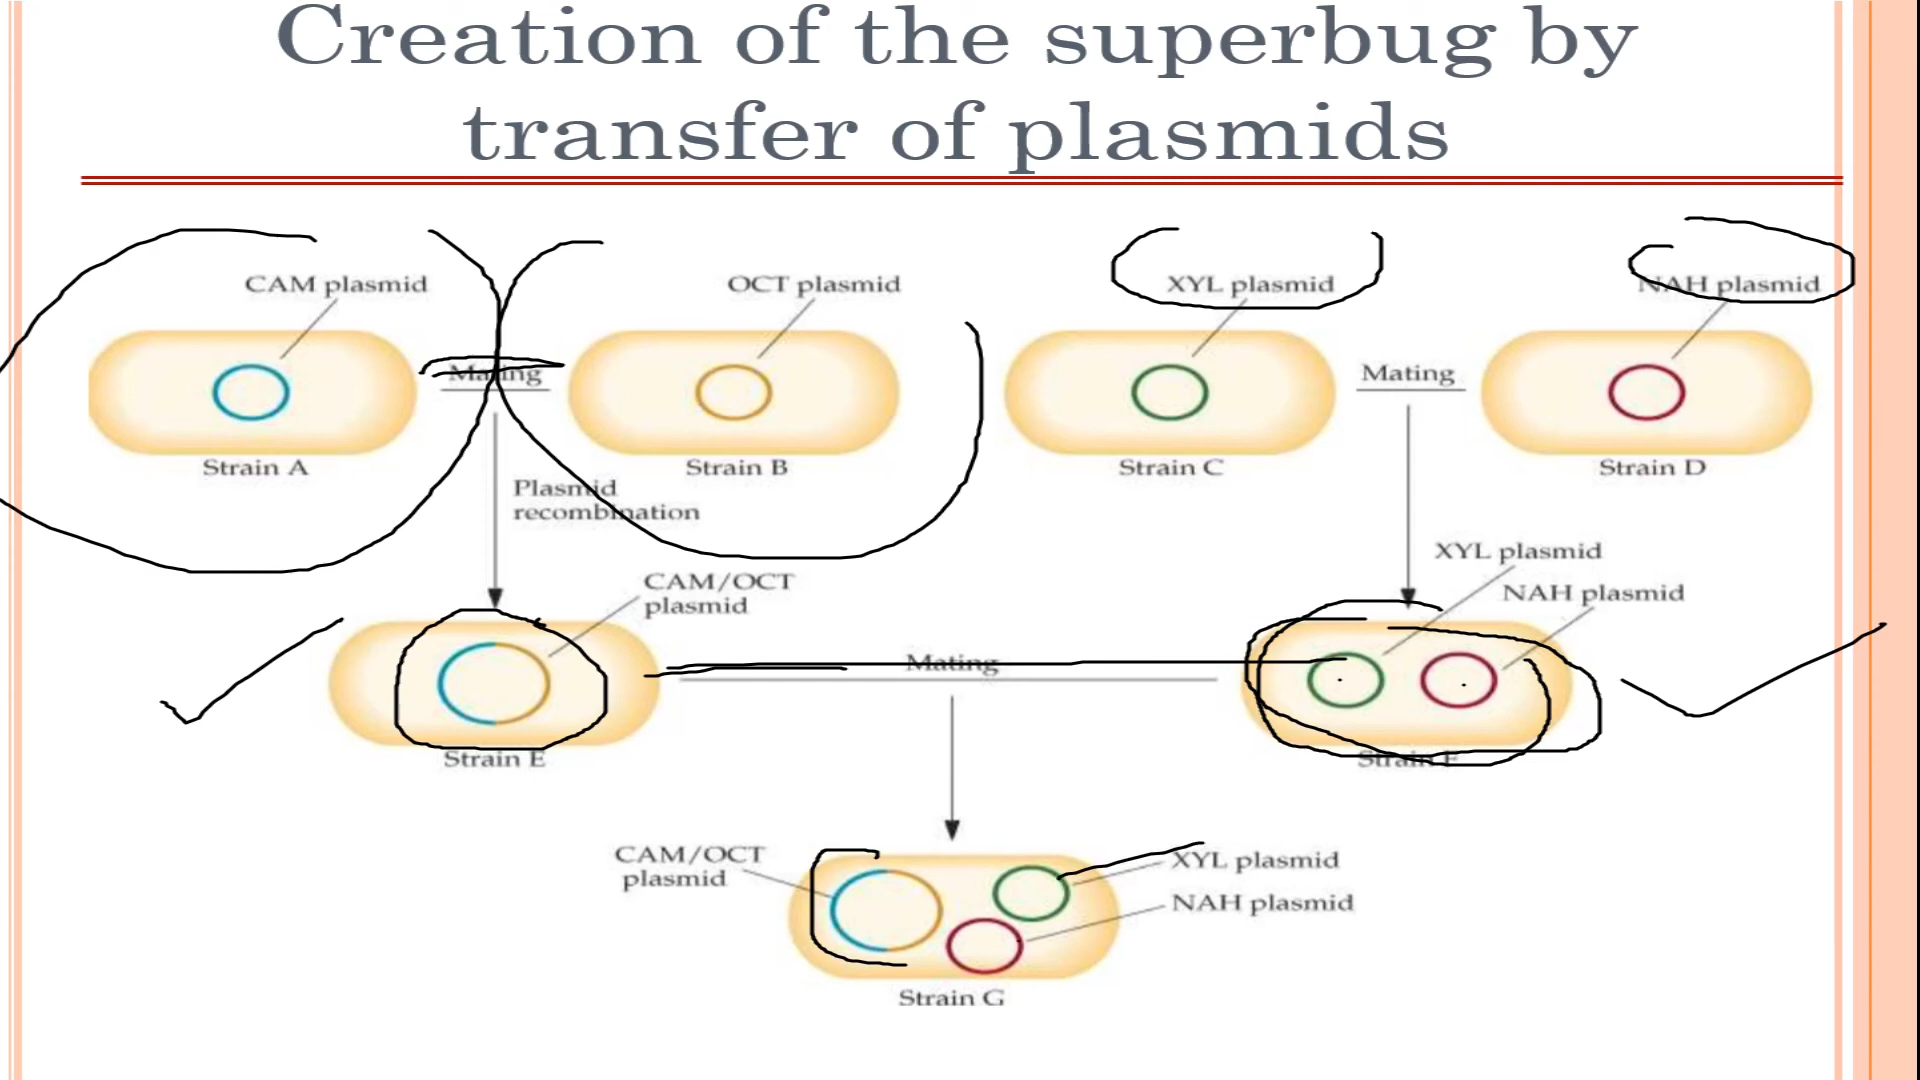 Creation of the superbug by
transfer of plasmids
CAM plasmid
OCT plasmid
XYL plasmid
NAH plasmid
Mating
Mating
Strain A
Strain B
Strain C
Strain D
Plasmid
recombination
XYL plasmid
NAH plasmid
CAM/OCT
plasmid
Mating
Strain E
Strain F
CAM/OCT
plasmid
XYL plasmid
NAH plasmid
Strain G